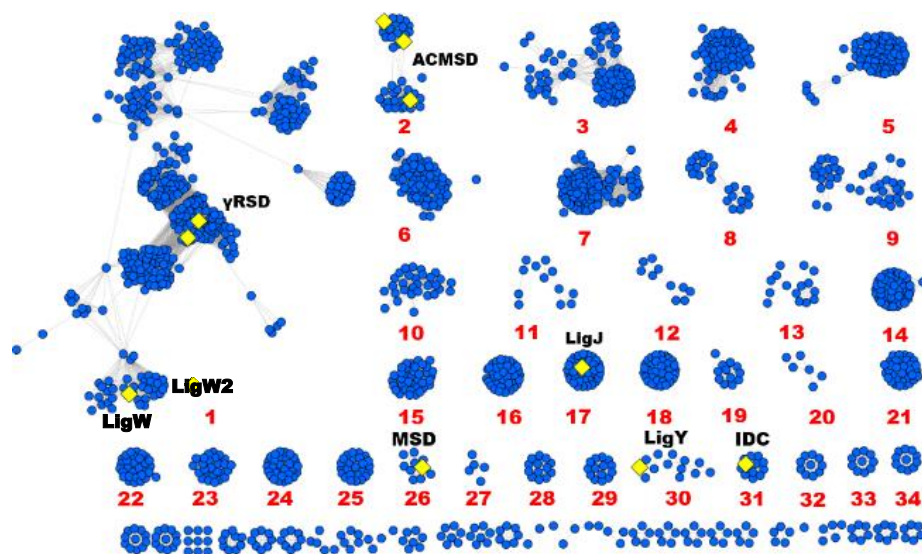 ACMSD
2 3 4 5
γRSD
6 7 8 9
10 11 12 13 14
LigJ
LigW2
LigW
1 15 16 17 18 19 20 21
MSD LigY IDC
22 23 24 25 26 27 28 29 30 31 32 33 34